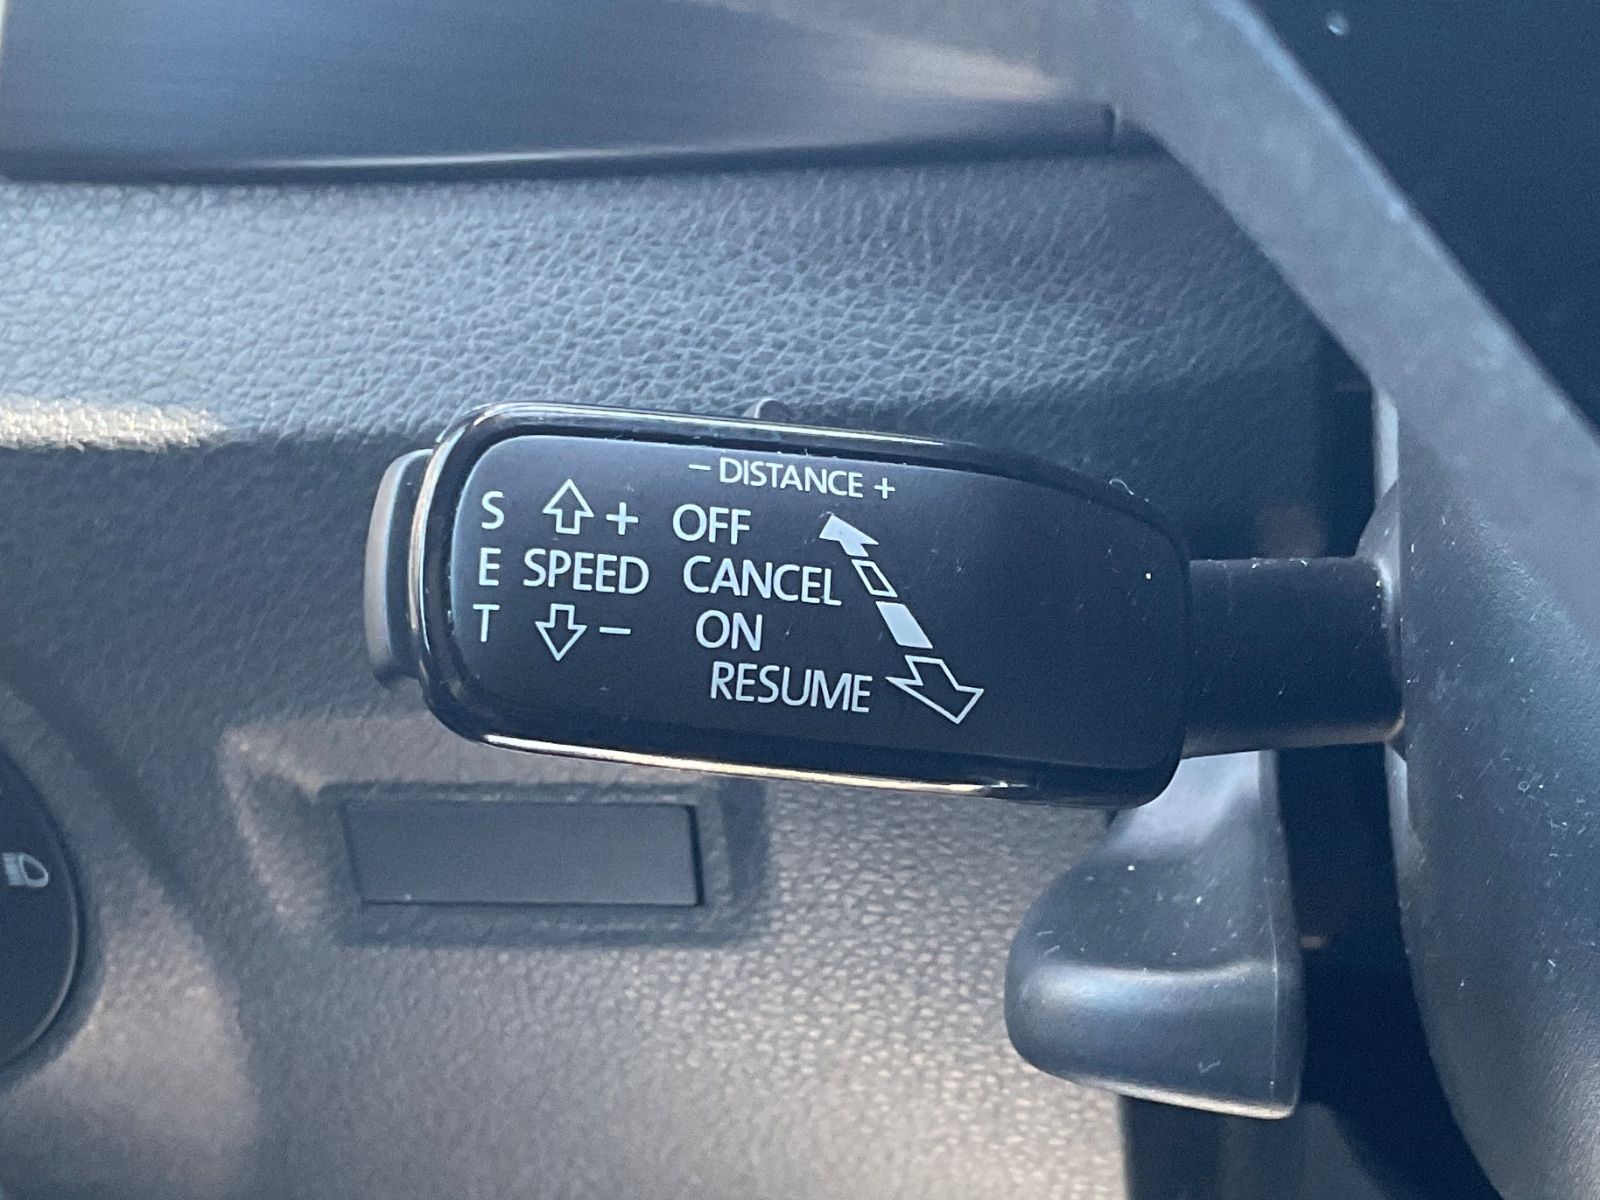 – DISTANCE +
S + OFF
E SPEED CANCEL
T – ON
RESUME